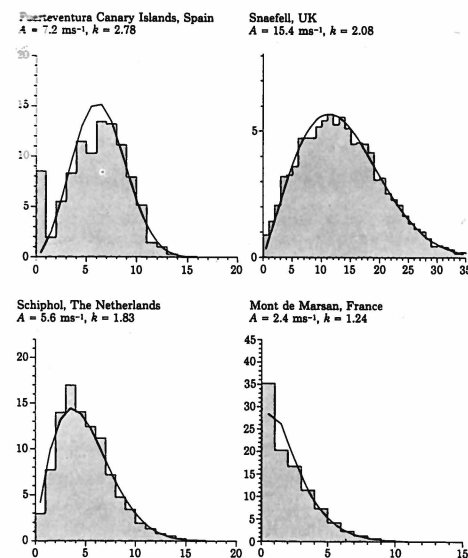 Fuerteventura Canary Islands, Spain
A = 7.2 ms⁻¹, k = 2.78
20
15
10
5
0
0 5 10 15 20
Snaefell, UK
A = 15.4 ms⁻¹, k = 2.08
5
0
0 5 10 15 20 25 30 35
Schiphol, The Netherlands
A = 5.6 ms⁻¹, k = 1.83
20
15
10
5
0
0 5 10 15 20
Mont de Marsan, France
A = 2.4 ms⁻¹, k = 1.24
45
40
35
30
25
20
15
10
5
0
0 5 10 15